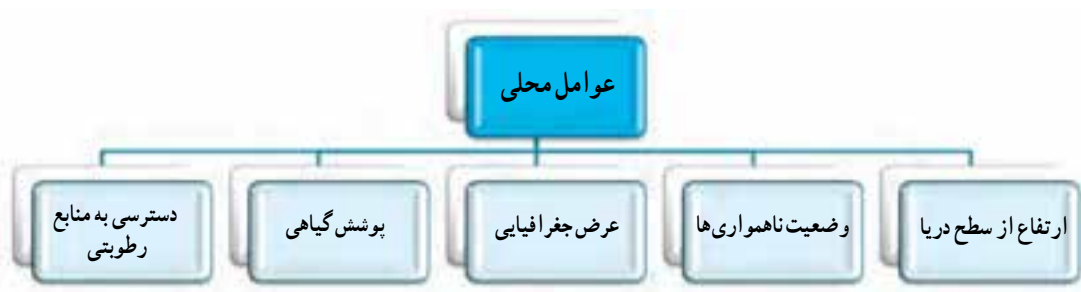 عوامل محلی
ارتفاع از سطح دریا
وضعیت ناهمواری‌ها
عرض جغرافیایی
پوشش گیاهی
دسترسی به منابع
رطوبتی